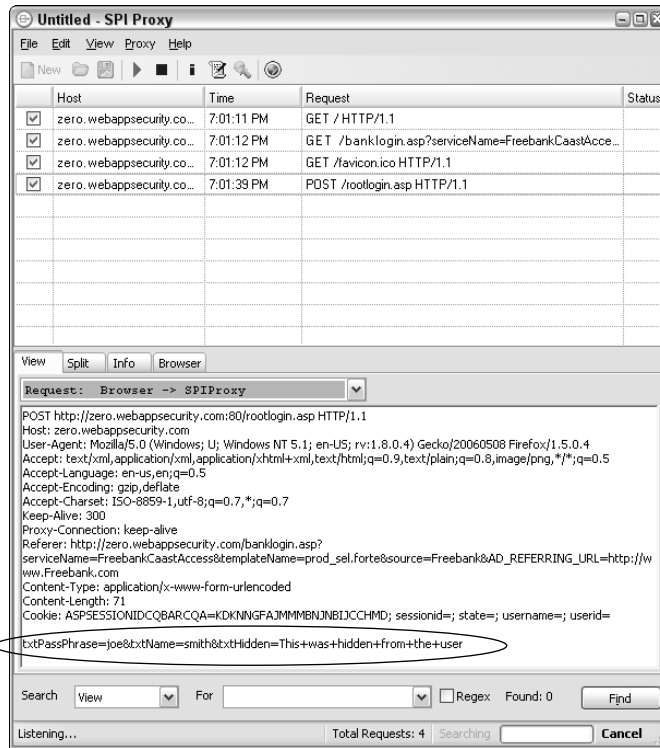 Untitled - SPI Proxy
File Edit View Proxy Help
New
Host Time Request Status
zero.webappsecurity.co... 7:01:11 PM GET / HTTP/1.1
zero.webappsecurity.co... 7:01:12 PM GET /banklogin.asp?serviceName=FreebankCaastAcce...
zero.webappsecurity.co... 7:01:12 PM GET /favicon.ico HTTP/1.1
zero.webappsecurity.co... 7:01:39 PM POST /rootlogin.asp HTTP/1.1
View Split Info Browser
Request: Browser -> SPIProxy
POST http://zero.webappsecurity.com:80/rootlogin.asp HTTP/1.1
Host: zero.webappsecurity.com
User-Agent: Mozilla/5.0 (Windows; U; Windows NT 5.1; en-US; rv:1.8.0.4) Gecko/20060508 Firefox/1.5.0.4
Accept: text/xml,application/xml,application/xhtml+xml,text/html;q=0.9,text/plain;q=0.8,image/png,*/*;q=0.5
Accept-Language: en-us,en;q=0.5
Accept-Encoding: gzip,deflate
Accept-Charset: ISO-8859-1,utf-8;q=0.7,*;q=0.7
Keep-Alive: 300
Proxy-Connection: keep-alive
Referer: http://zero.webappsecurity.com/banklogin.asp?
serviceName=FreebankCaastAccess&templateName=prod_sel.forte&source=Freebank&AD_REFERRING_URL=http://w
ww.Freebank.com
Content-Type: application/x-www-form-urlencoded
Content-Length: 71
Cookie: ASPSESSIONIDCQBARCQA=KDKNNGFAJMMMBNJNBIJCCHMD; sessionid=; state=; username=; userid=
txtPassPhrase=joe&txtName=smith&txtHidden=This+was+hidden+from+the+user
Search View For Regex Found: 0 Find
Listening... Total Requests: 4 Searching Cancel